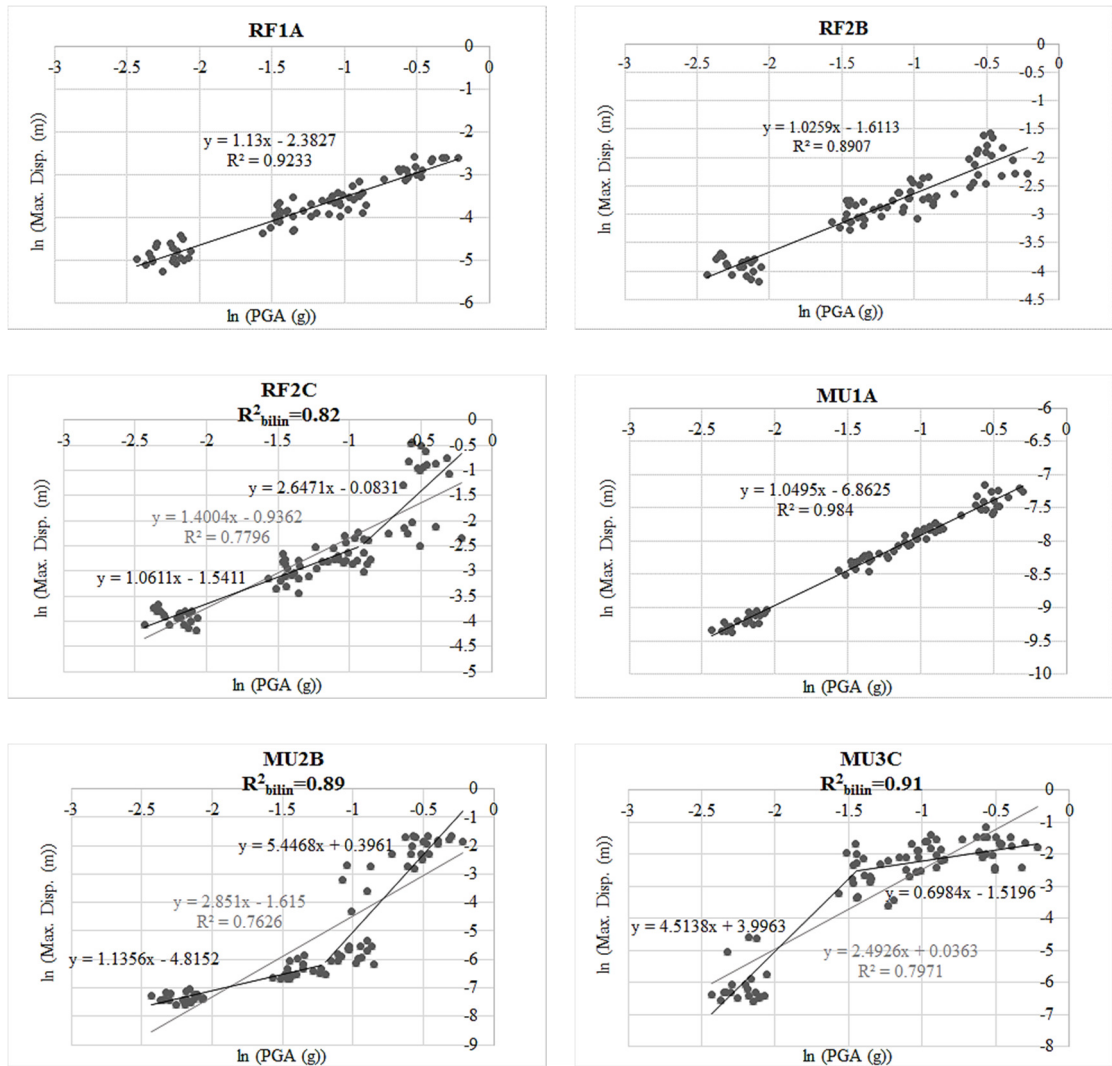 RF1A
0
-3
-2.5
-2
-1.5
-1
-0.5
0
-1
-2
-3
-4
-5
-6
y = 1.13x - 2.3827
R² = 0.9233
ln (Max. Disp. (m))
ln (PGA (g))
RF2B
0
-3
-2.5
-2
-1.5
-1
-0.5
0
-0.5
-1
-1.5
-2
-2.5
-3
-3.5
-4
-4.5
y = 1.0259x - 1.6113
R² = 0.8907
ln (Max. Disp. (m))
ln (PGA (g))
RF2C
R²bilin=0.82
0
-3
-2.5
-2
-1.5
-1
-0.5
0
-0.5
-1
-1.5
-2
-2.5
-3
-3.5
-4
-4.5
-5
y = 2.6471x - 0.0831
y = 1.4004x - 0.9362
R² = 0.7796
y = 1.0611x - 1.5411
ln (Max. Disp. (m))
ln (PGA (g))
MU1A
-6
-3
-2.5
-2
-1.5
-1
-0.5
0
-6.5
-7
-7.5
-8
-8.5
-9
-9.5
-10
y = 1.0495x - 6.8625
R² = 0.984
ln (Max. Disp. (m))
ln (PGA (g))
MU2B
R²bilin=0.89
0
-3
-2.5
-2
-1.5
-1
-0.5
0
-1
-2
-3
-4
-5
-6
-7
-8
-9
y = 5.4468x + 0.3961
y = 2.851x - 1.615
R² = 0.7626
y = 1.1356x - 4.8152
ln (Max. Disp. (m))
ln (PGA (g))
MU3C
R²bilin=0.91
0
-3
-2.5
-2
-1.5
-1
-0.5
0
-1
-2
-3
-4
-5
-6
-7
-8
y = 0.6984x - 1.5196
y = 4.5138x + 3.9963
y = 2.4926x + 0.0363
R² = 0.7971
ln (Max. Disp. (m))
ln (PGA (g))